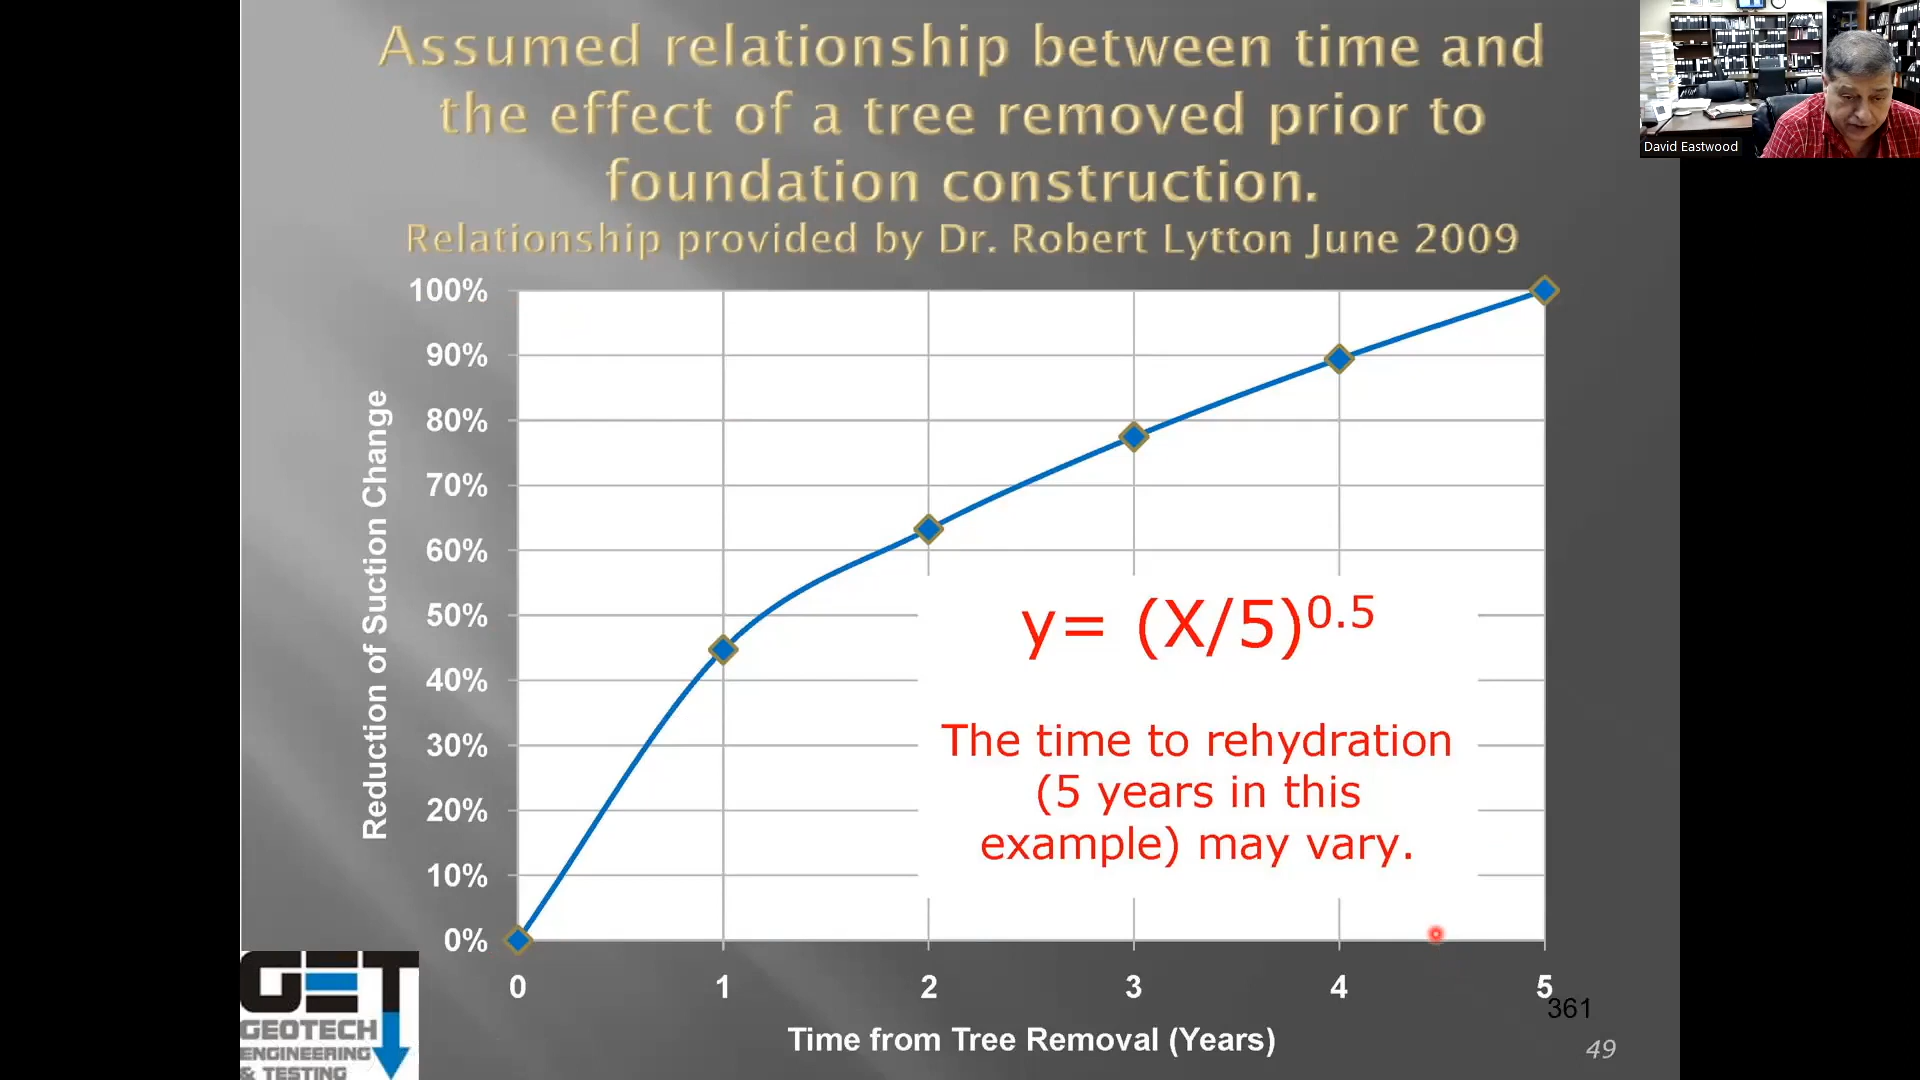 Assumed relationship between time and
the effect of a tree removed prior to
foundation construction.
Relationship provided by Dr. Robert Lytton June 2009
David Eastwood
100%
90%
80%
70%
60%
50%
40%
30%
20%
10%
0%
Reduction of Suction Change
y= (X/5)^0.5
The time to rehydration
(5 years in this
example) may vary.
0 1 2 3 4 5
Time from Tree Removal (Years)
361
49
GET
GEOTECH
ENGINEERING
& TESTING